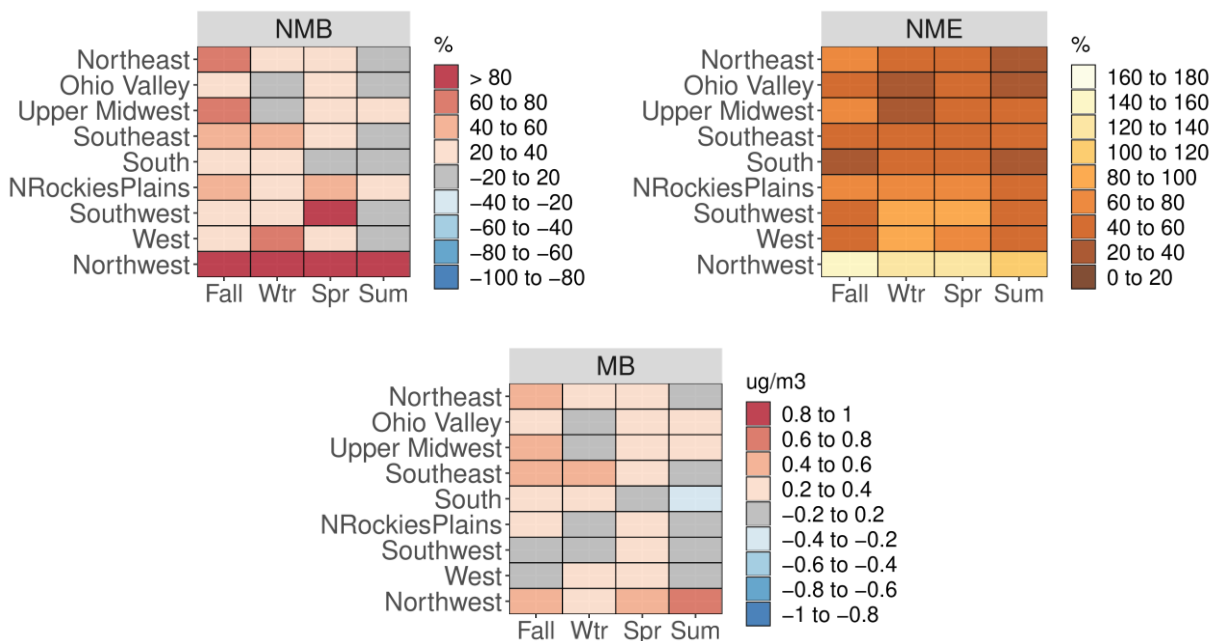 NMB
Northeast
Ohio Valley
Upper Midwest
Southeast
South
NRockiesPlains
Southwest
West
Northwest
Fall Wtr Spr Sum
%
> 80
60 to 80
40 to 60
20 to 40
−20 to 20
−40 to −20
−60 to −40
−80 to −60
−100 to −80
NME
Northeast
Ohio Valley
Upper Midwest
Southeast
South
NRockiesPlains
Southwest
West
Northwest
Fall Wtr Spr Sum
%
160 to 180
140 to 160
120 to 140
100 to 120
80 to 100
60 to 80
40 to 60
20 to 40
0 to 20
MB
Northeast
Ohio Valley
Upper Midwest
Southeast
South
NRockiesPlains
Southwest
West
Northwest
Fall Wtr Spr Sum
ug/m3
0.8 to 1
0.6 to 0.8
0.4 to 0.6
0.2 to 0.4
−0.2 to 0.2
−0.4 to −0.2
−0.6 to −0.4
−0.8 to −0.6
−1 to −0.8